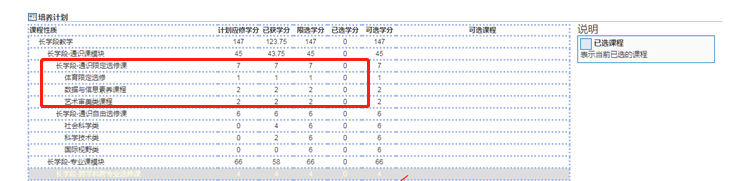 培养计划
课程性质 计划应修学分 已获学分 限选学分 已选学分 可选学分 可选课程
长学段教学 147 123.75 147 0 147
长学段-通识课模块 45 43.75 45 0 45
长学段-通识限定选修课 7 7 7 0 7
体育限定选修 1 1 1 0 1
数据与信息素养课程 2 2 2 0 2
艺术审美类课程 2 2 2 0 2
长学段-通识自由选修课 6 6 6 0 6
社会科学类 0 4 6 0 6
科学技术类 0 2 6 0 6
国际视野类 0 0 6 0 6
长学段-专业课模块 66 58 66 0 66
说明
已选课程
表示当前已选的课程